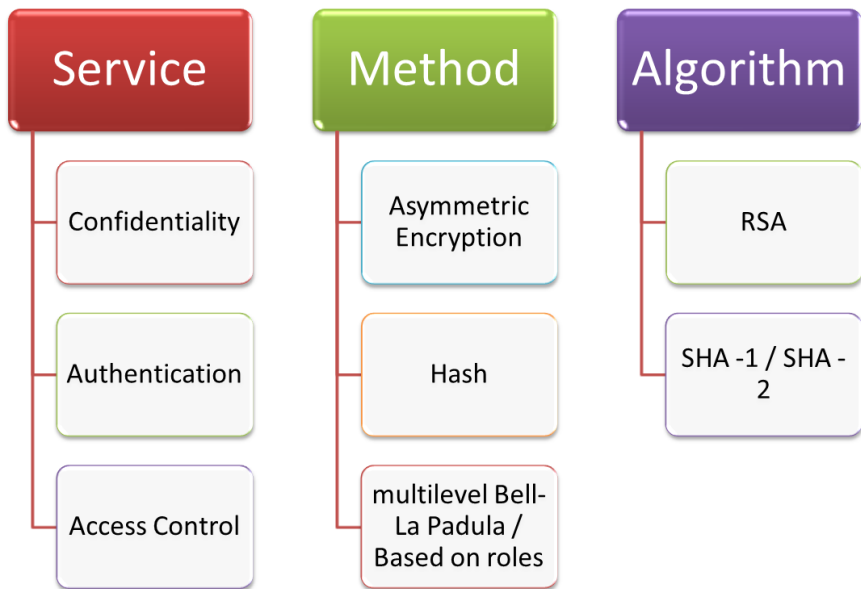 Service
Confidentiality
Authentication
Access Control
Method
Asymmetric
Encryption
Hash
multilevel Bell-
La Padula /
Based on roles
Algorithm
RSA
SHA -1 / SHA -
2